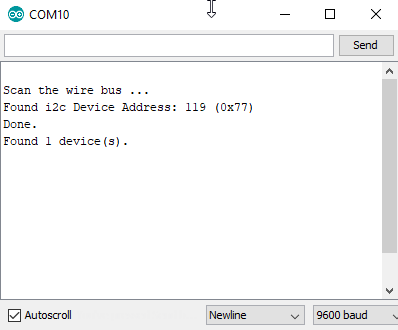 COM10
Send
Scan the wire bus ...
Found i2c Device Address: 119 (0x77)
Done.
Found 1 device(s).
Autoscroll
Newline
9600 baud